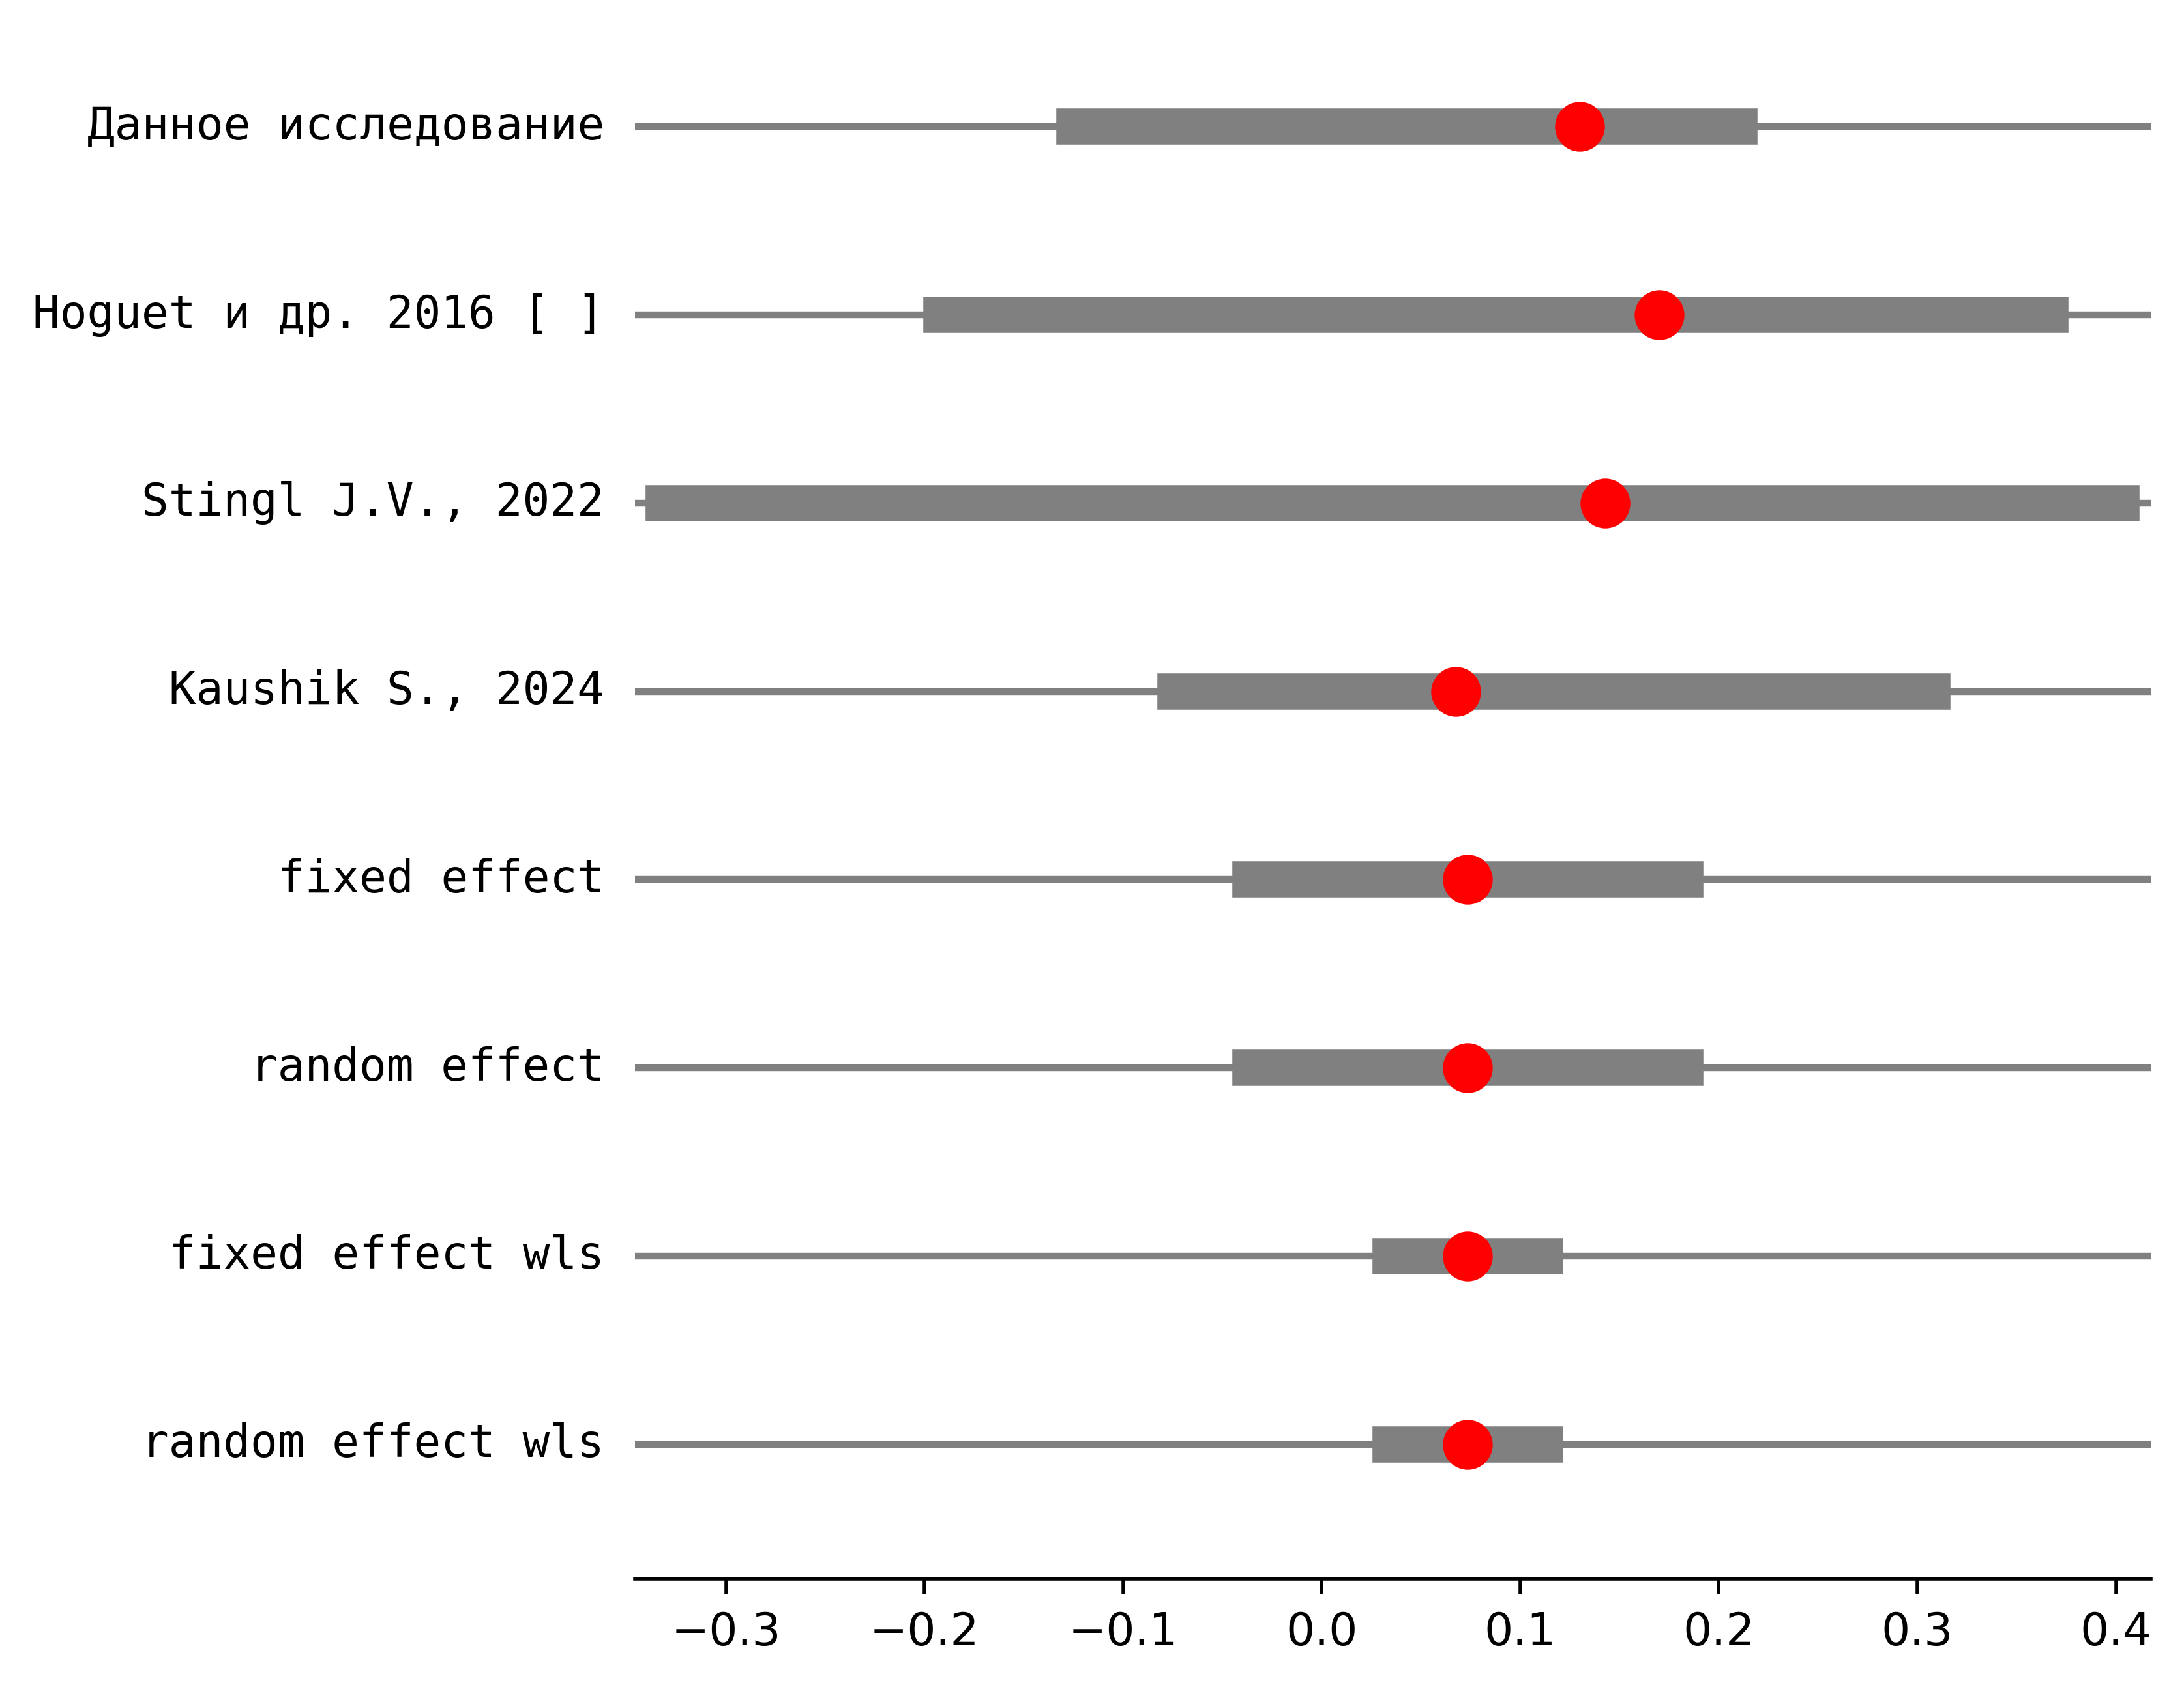 Данное исследование
Hoguet и др. 2016 [ ]
Stingl J.V., 2022
Kaushik S., 2024
fixed effect
random effect
fixed effect wls
random effect wls
−0.3 −0.2 −0.1 0.0 0.1 0.2 0.3 0.4